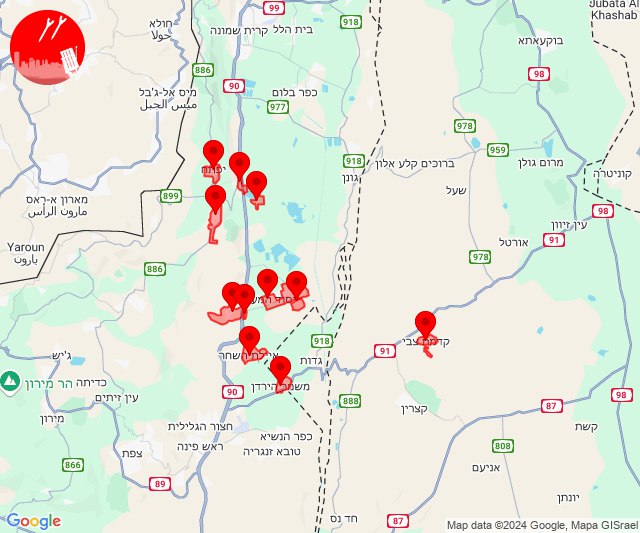 Jubata Al
Khashab
99
918
חולא
حولا
בית הלל
קריית שמונה
בוקעאתא
886
98
90
מיס אל-ג'בל
ميس الجبل
כפר בלום
977
978
959
918
ברוכים קלע אלון
מרום גולן
יפתח
גונן
קוניטרה
899
שעל
מארון א-ראס
مارون الراس
98
עין זיוון
91
אורטל
Yaroun
يارون
978
886
918
קדמת צבי
ג'יש
איילת השחר
גדות
91
הר מירון
כדיתה
משמר הירדן
90
עין זיתים
888
87
קצרין
מירון
חצור הגלילית
כפר הנשיא
קשת
ראש פינה
טובא זנגריה
808
צפת
866
אניעם
89
יונתן
חד נס
87
Google
Map data ©2024 Google, Mapa GISrael